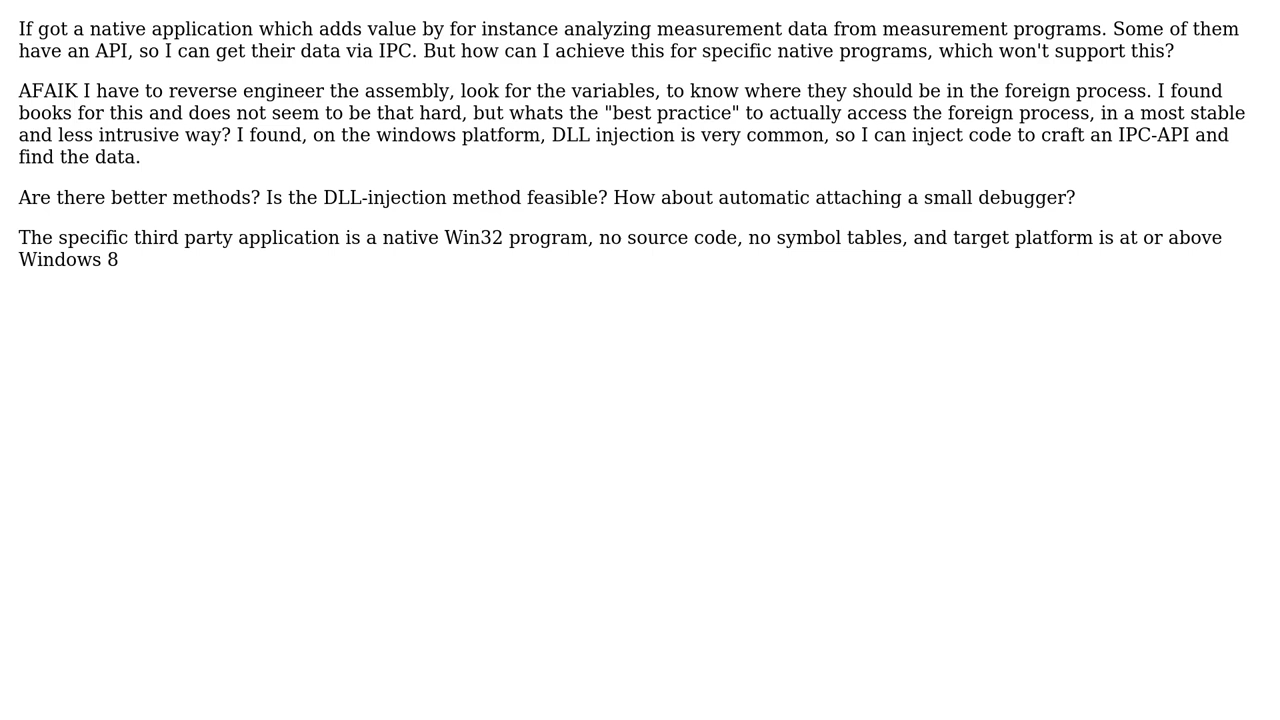 If got a native application which adds value by for instance analyzing measurement data from measurement programs. Some of them
have an API, so I can get their data via IPC. But how can I achieve this for specific native programs, which won't support this?
AFAIK I have to reverse engineer the assembly, look for the variables, to know where they should be in the foreign process. I found
books for this and does not seem to be that hard, but whats the "best practice" to actually access the foreign process, in a most stable
and less intrusive way? I found, on the windows platform, DLL injection is very common, so I can inject code to craft an IPC-API and
find the data.
Are there better methods? Is the DLL-injection method feasible? How about automatic attaching a small debugger?
The specific third party application is a native Win32 program, no source code, no symbol tables, and target platform is at or above
Windows 8